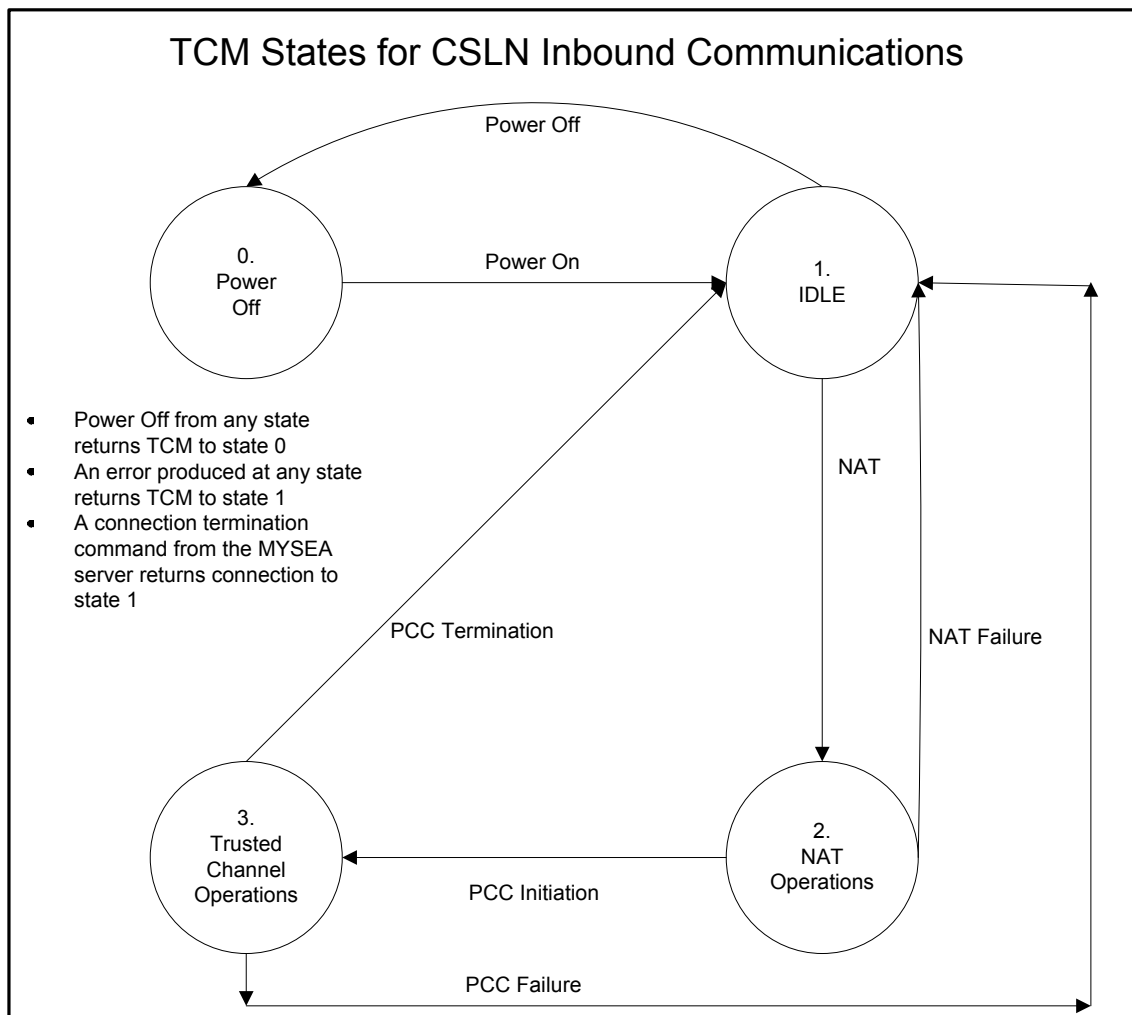 TCM States for CSLN Inbound Communications
Power Off
0.
Power
Off
Power On
1.
IDLE
• Power Off from any state
returns TCM to state 0
• An error produced at any state
returns TCM to state 1
• A connection termination
command from the MYSEA
server returns connection to
state 1
NAT
PCC Termination
NAT Failure
3.
Trusted
Channel
Operations
2.
NAT
Operations
PCC Initiation
PCC Failure